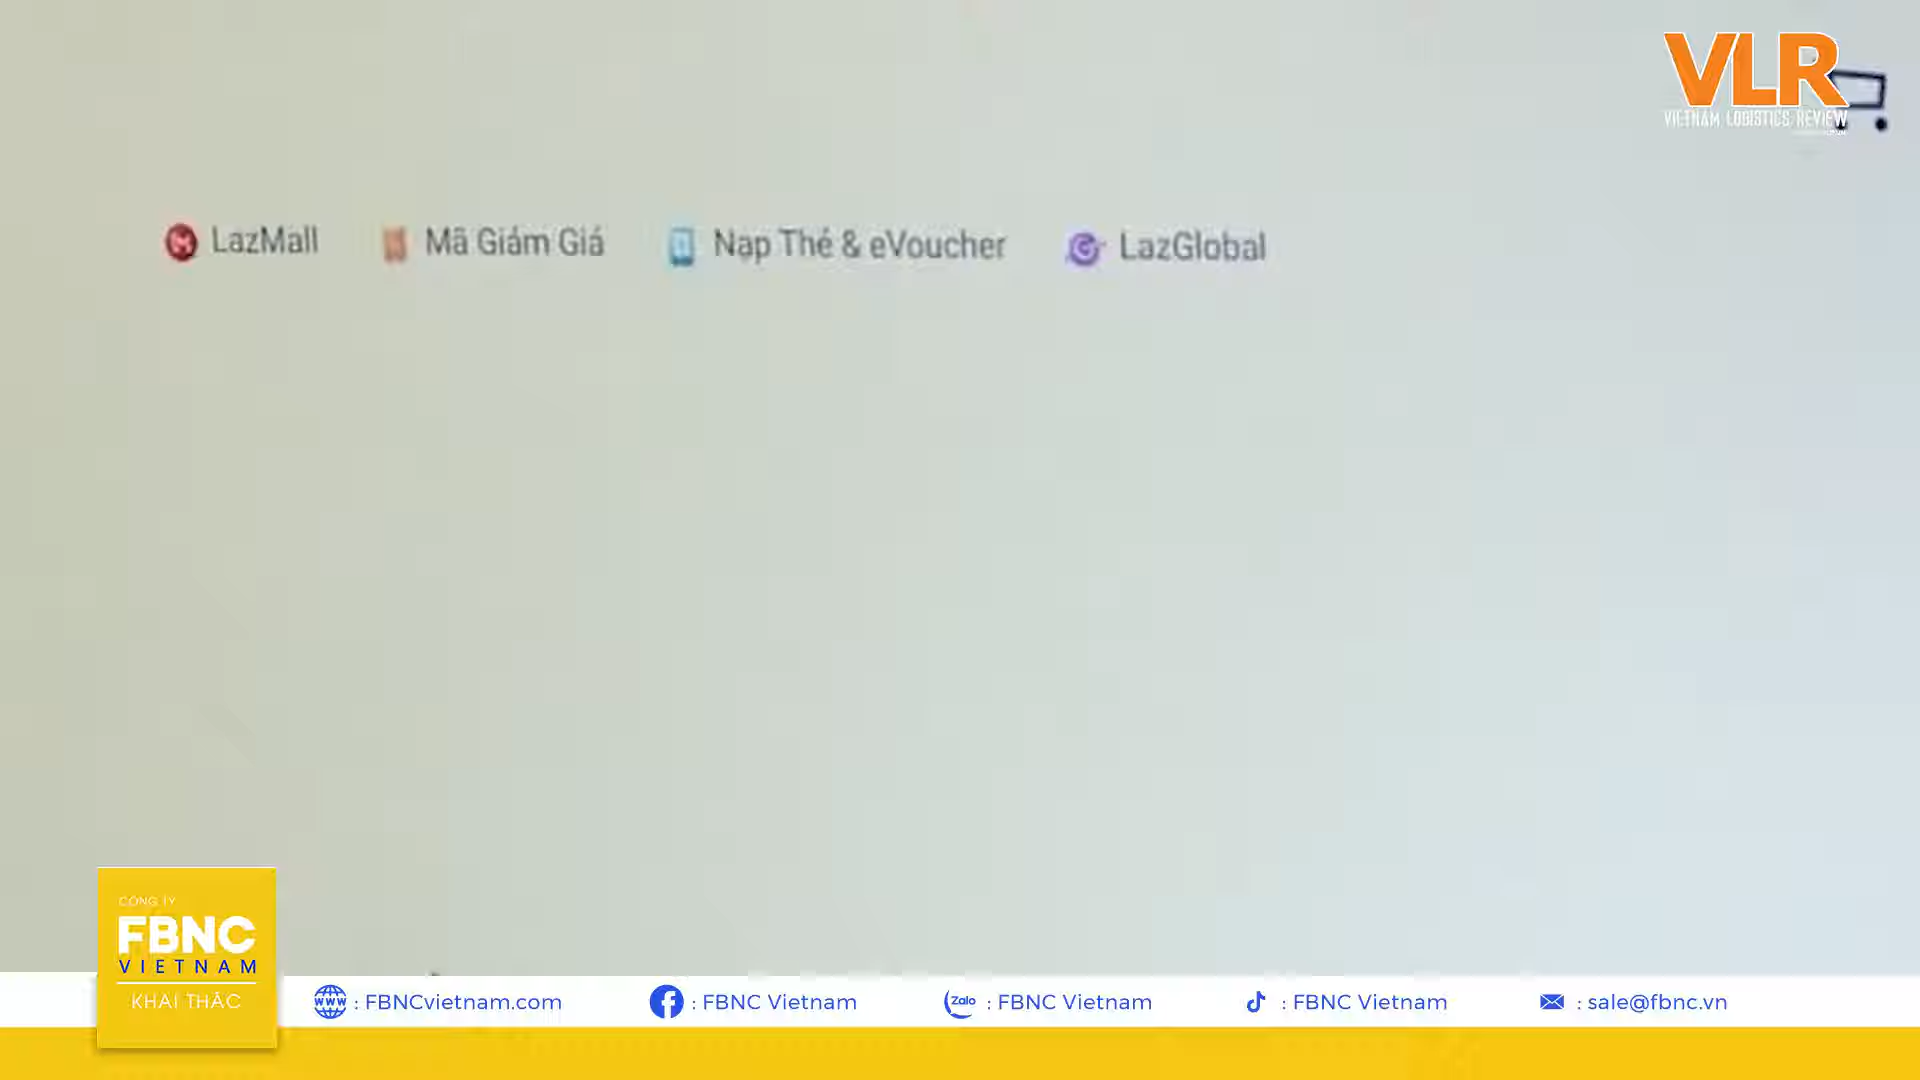 VLR
VIETNAM LOGISTICS REVIEW
LazMall
Mã Giảm Giá
Nạp Thẻ & eVoucher
LazGlobal
CÔNG TY
FBNC
VIETNAM
KHAI THÁC
: FBNCvietnam.com
: FBNC Vietnam
Zalo : FBNC Vietnam
: FBNC Vietnam
: sale@fbnc.vn